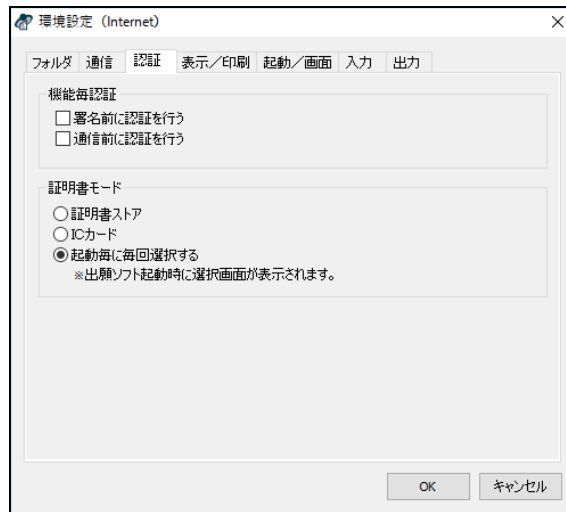 環境設定（Internet）
フォルダ 通信 認証 表示／印刷 起動／画面 入力 出力
機能毎認証
署名前に認証を行う
通信前に認証を行う
証明書モード
証明書ストア
ICカード
起動毎に毎回選択する
※出願ソフト起動時に選択画面が表示されます。
OK キャンセル